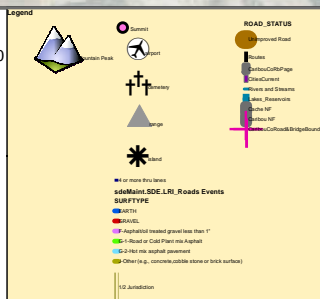 Legend
Mountain Peak
Summit
Airport
Cemetery
Range
Island
4 or more thru lanes
sdeMaint.SDE.LRI_Roads Events
SURFTYPE
EARTH
GRAVEL
F-Asphalt/oil treated gravel less than 1"
G-1-Road or Cold Plant mix Asphalt
G-2-Hot mix asphalt pavement
J-Other (e.g., concrete,cobble stone or brick surface)
1/2 Jurisdiction
ROAD_STATUS
Unimproved Road
Routes
CaribouCoRbPage
CitiesCurrent
Rivers and Streams
Lakes_Reservoirs
Cache NF
Caribou NF
CaribouCoRoad&BridgeBound
0